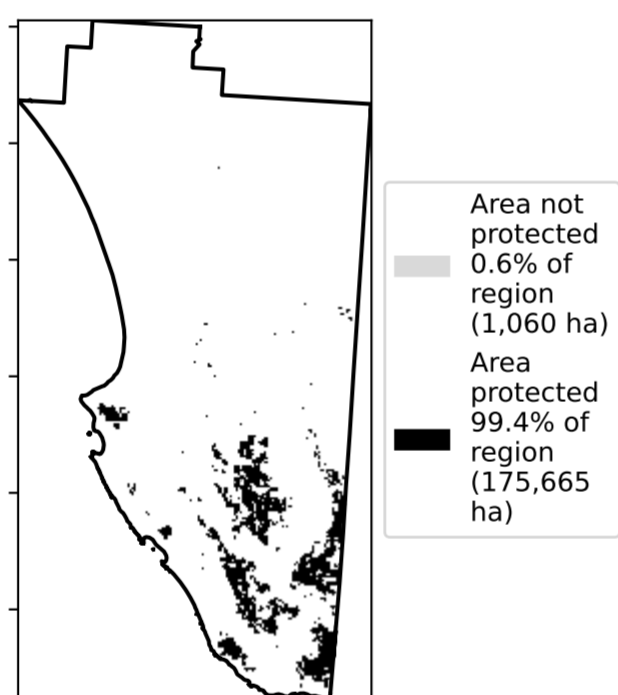 Area not
protected
0.6% of
region
(1,060 ha)
Area
protected
99.4% of
region
(175,665
ha)